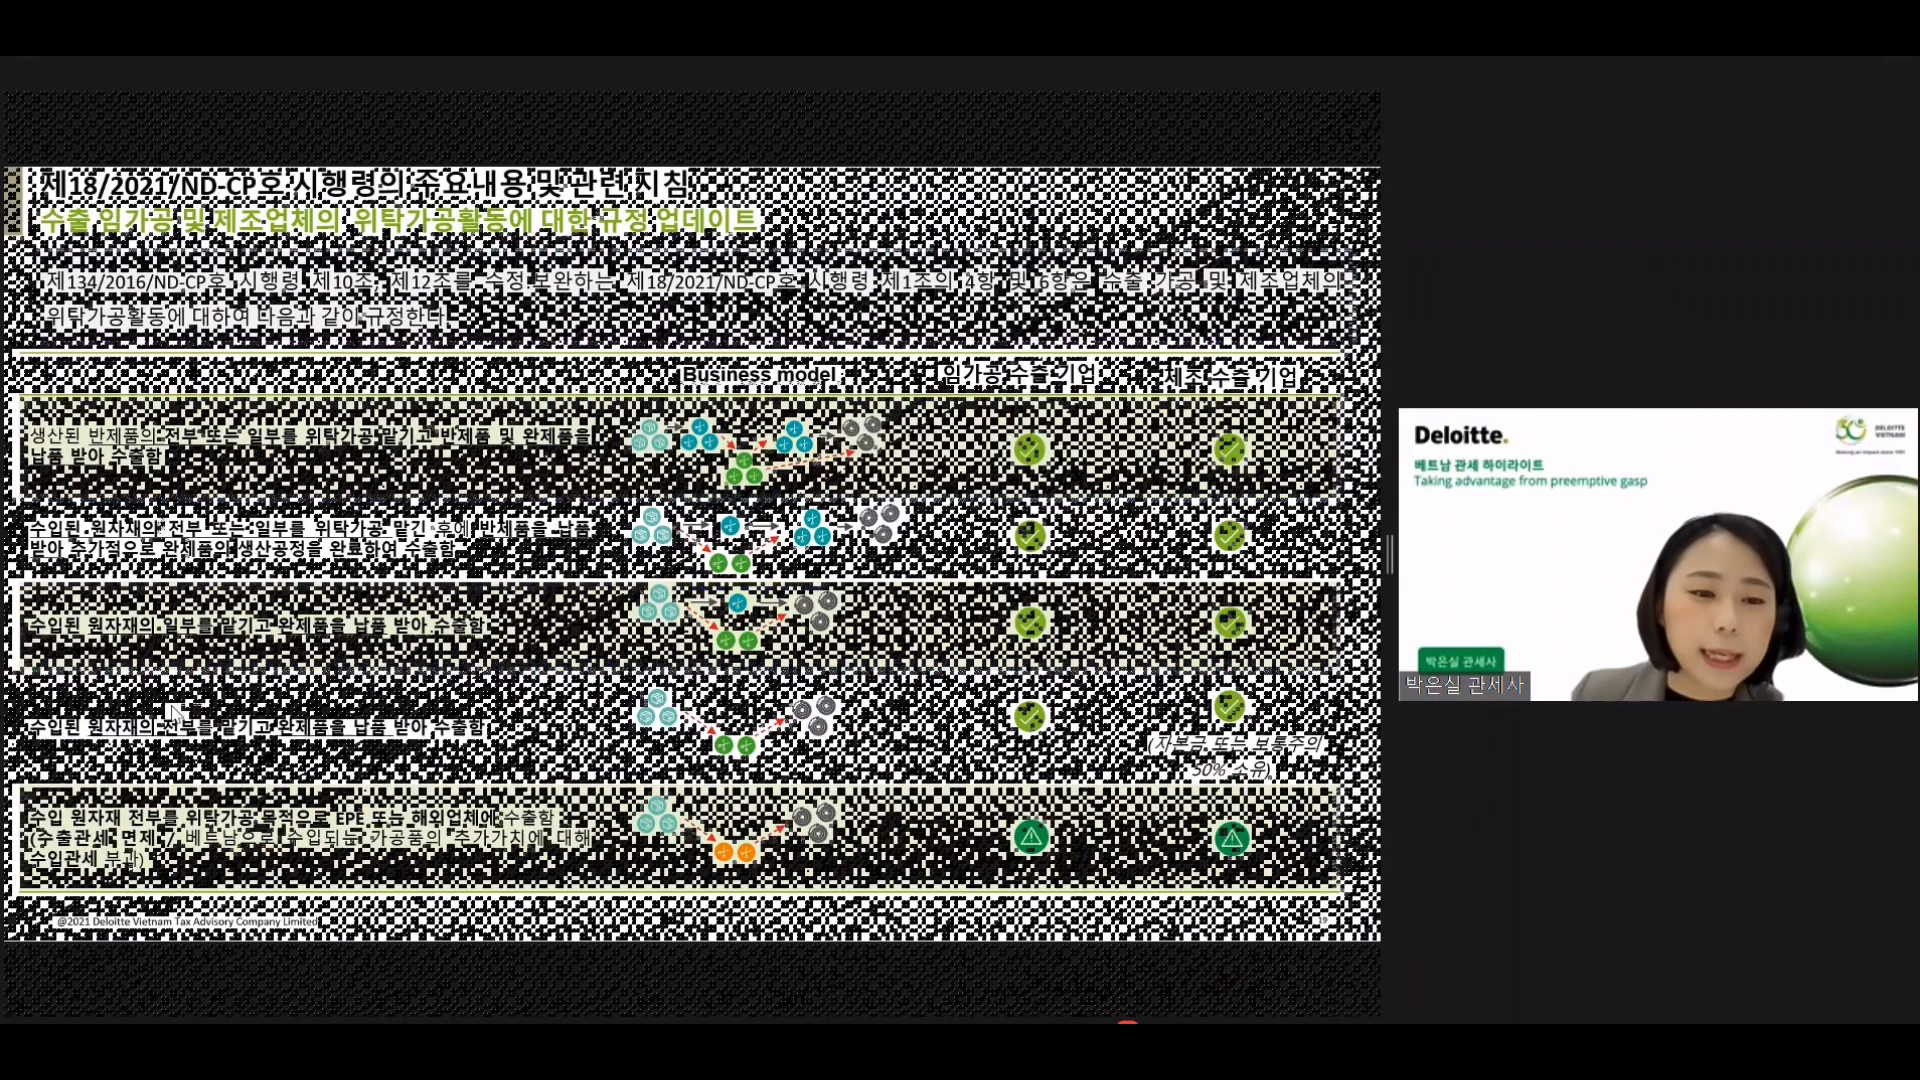 제18/2021/ND-CP호 시행령의 주요내용 및 관련 지침
수출 임가공 및 제조업체의 위탁가공활동에 대한 규정 업데이트
제134/2016/ND-CP호 시행령 제10조, 제12조를 수정 보완하는 제18/2021/ND-CP호 시행령 제1조의 4항 및 6항은 수출 가공 및 제조업체의
위탁가공활동에 대하여 다음과 같이 규정한다.
Business model 임가공 수출 기업 제조 수출 기업
생산된 반제품의 전부 또는 일부를 위탁가공 맡기고 반제품 및 완제품을
납품 받아 수출함
수입된 원자재의 전부 또는 일부를 위탁가공 맡긴 후에 반제품을 납품
받아 추가적으로 완제품의 생산공정을 완료하여 수출함
수입된 원자재의 일부를 맡기고 완제품을 납품 받아 수출함
수입된 원자재의 전부를 맡기고 완제품을 납품 받아 수출함
(자본금 또는 보통주의
50% 소유)
수입 원자재 전부를 위탁가공 목적으로 EPE 또는 해외업체에 수출함
(수출관세 면제 / 베트남으로 수입되는 가공품의 추가가치에 대해
수입관세 부과)
@2021 Deloitte Vietnam Tax Advisory Company Limited
19
Deloitte.
DELOITTE
VIETNAM
베트남 관세 하이라이트
Taking advantage from preemptive gasp
박은실 관세사
박은실 관세사